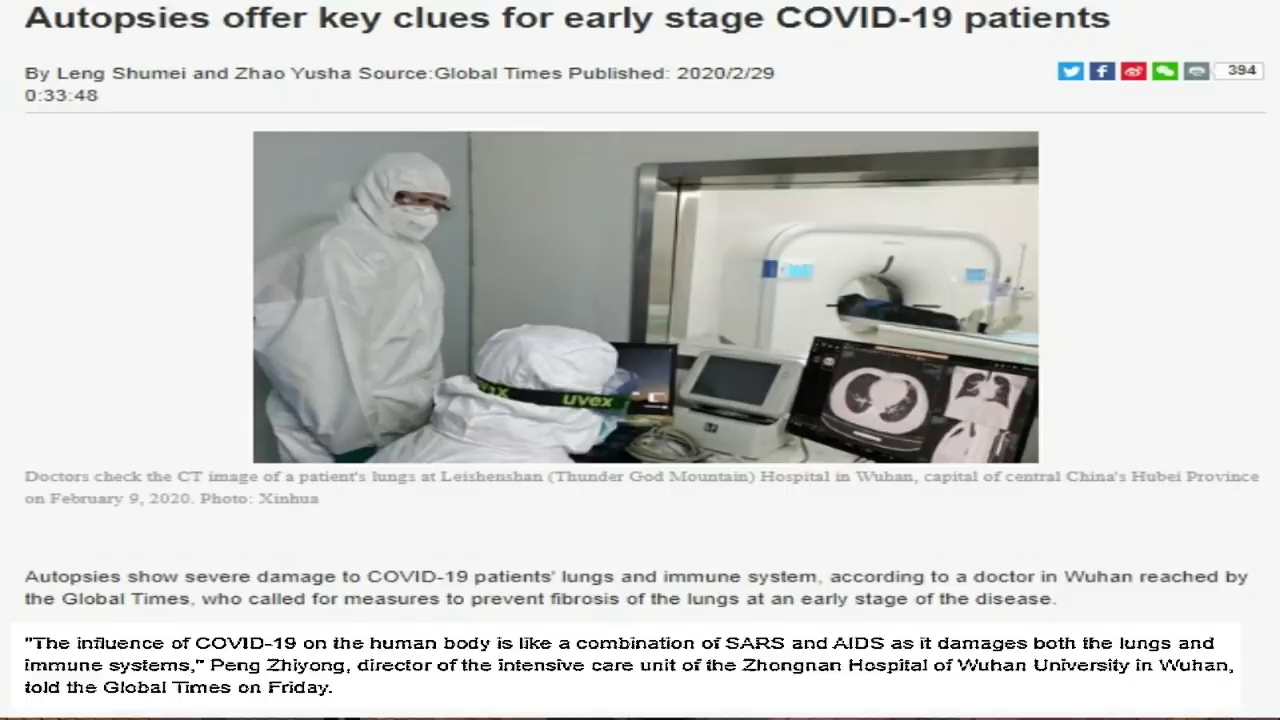 Autopsies offer key clues for early stage COVID-19 patients
By Leng Shumei and Zhao Yusha Source:Global Times Published: 2020/2/29
0:33:48
394
uvex
Doctors check the CT image of a patient's lungs at Leishenshan (Thunder God Mountain) Hospital in Wuhan, capital of central China's Hubei Province
on February 9, 2020. Photo: Xinhua
Autopsies show severe damage to COVID-19 patients' lungs and immune system, according to a doctor in Wuhan reached by
the Global Times, who called for measures to prevent fibrosis of the lungs at an early stage of the disease.
"The influence of COVID-19 on the human body is like a combination of SARS and AIDS as it damages both the lungs and
immune systems," Peng Zhiyong, director of the intensive care unit of the Zhongnan Hospital of Wuhan University in Wuhan,
told the Global Times on Friday.